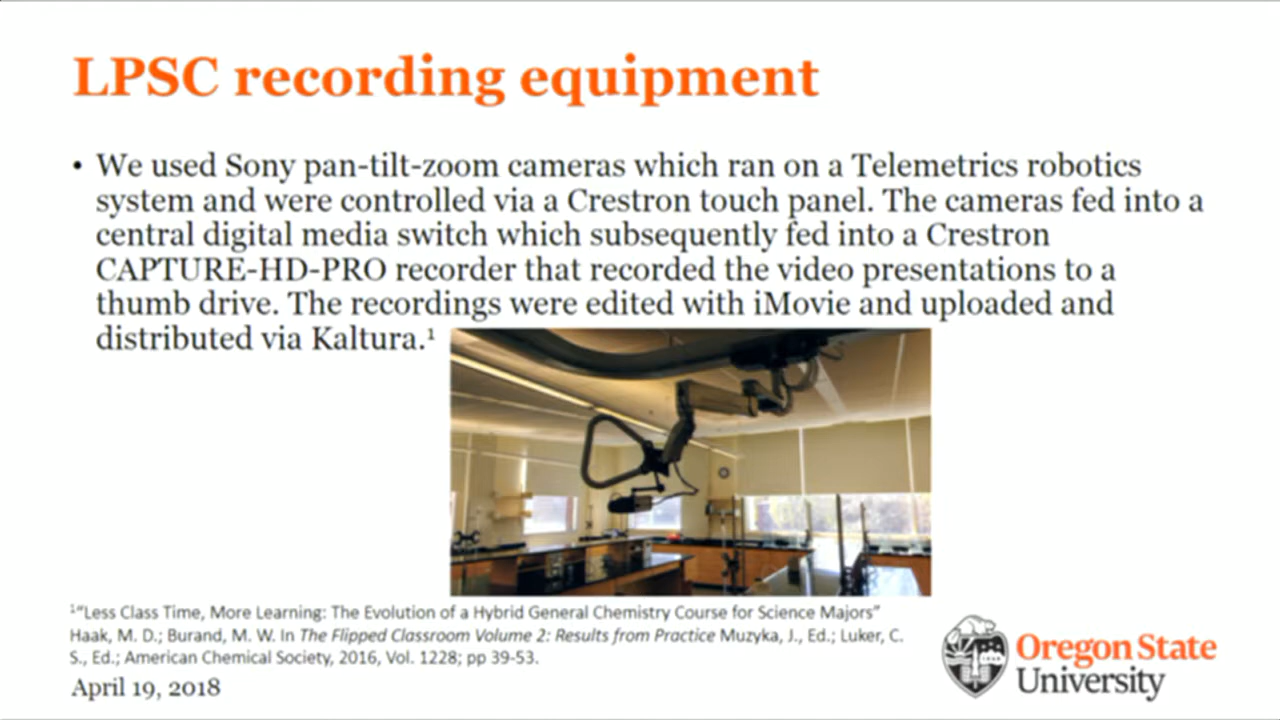 LPSC recording equipment
• We used Sony pan-tilt-zoom cameras which ran on a Telemetrics robotics
system and were controlled via a Crestron touch panel. The cameras fed into a
central digital media switch which subsequently fed into a Crestron
CAPTURE-HD-PRO recorder that recorded the video presentations to a
thumb drive. The recordings were edited with iMovie and uploaded and
distributed via Kaltura.¹
¹“Less Class Time, More Learning: The Evolution of a Hybrid General Chemistry Course for Science Majors”
Haak, M. D.; Burand, M. W. In The Flipped Classroom Volume 2: Results from Practice Muzyka, J., Ed.; Luker, C.
S., Ed.; American Chemical Society, 2016, Vol. 1228; pp 39-53.
April 19, 2018
Oregon State
University